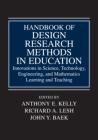 HANDBOOK OF
DESIGN
RESEARCH
METHODS
IN EDUCATION
Innovations in Science, Technology,
Engineering, and Mathematics
Learning and Teaching
EDITED BY
ANTHONY E. KELLY
RICHARD A. LESH
JOHN Y. BAEK